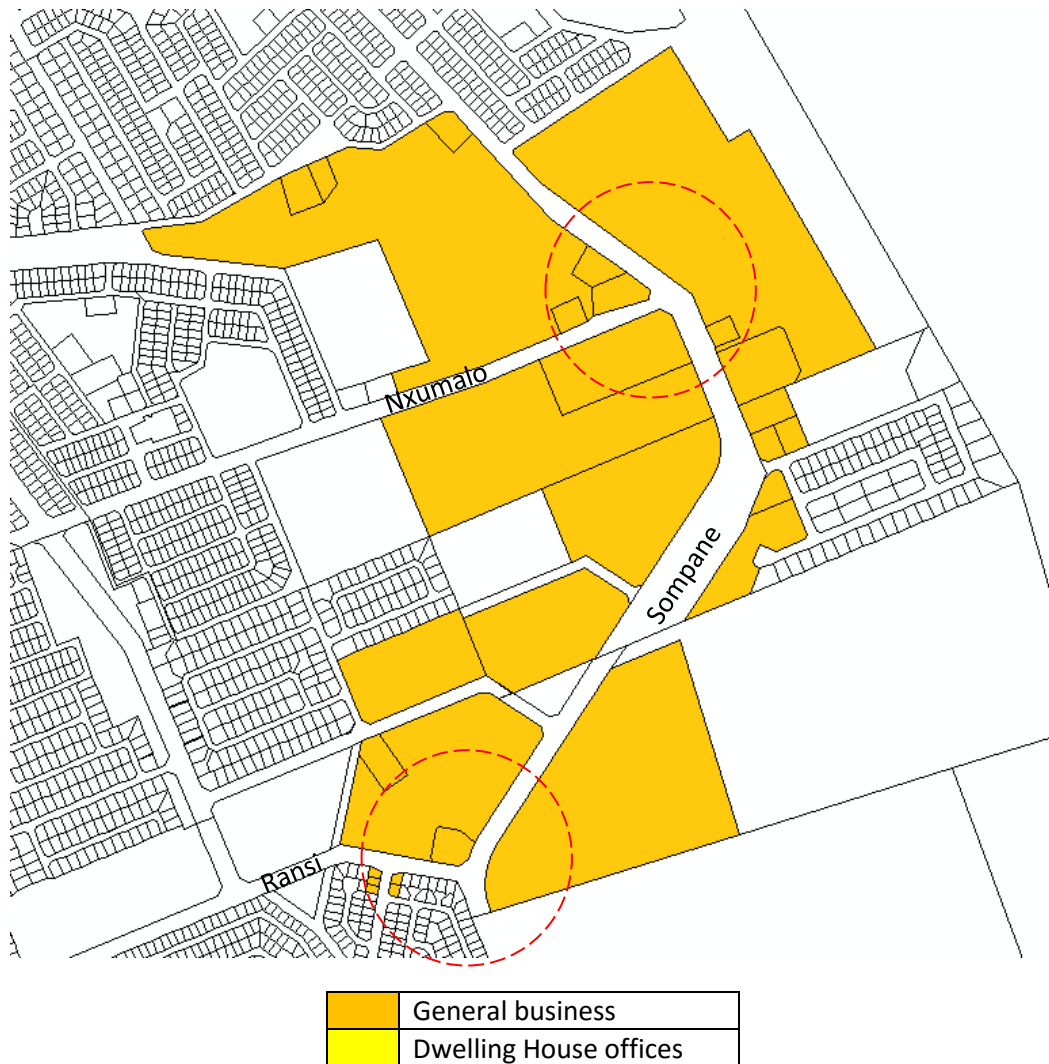 Nxumalo
Sompane
Ransi
General business
Dwelling House offices